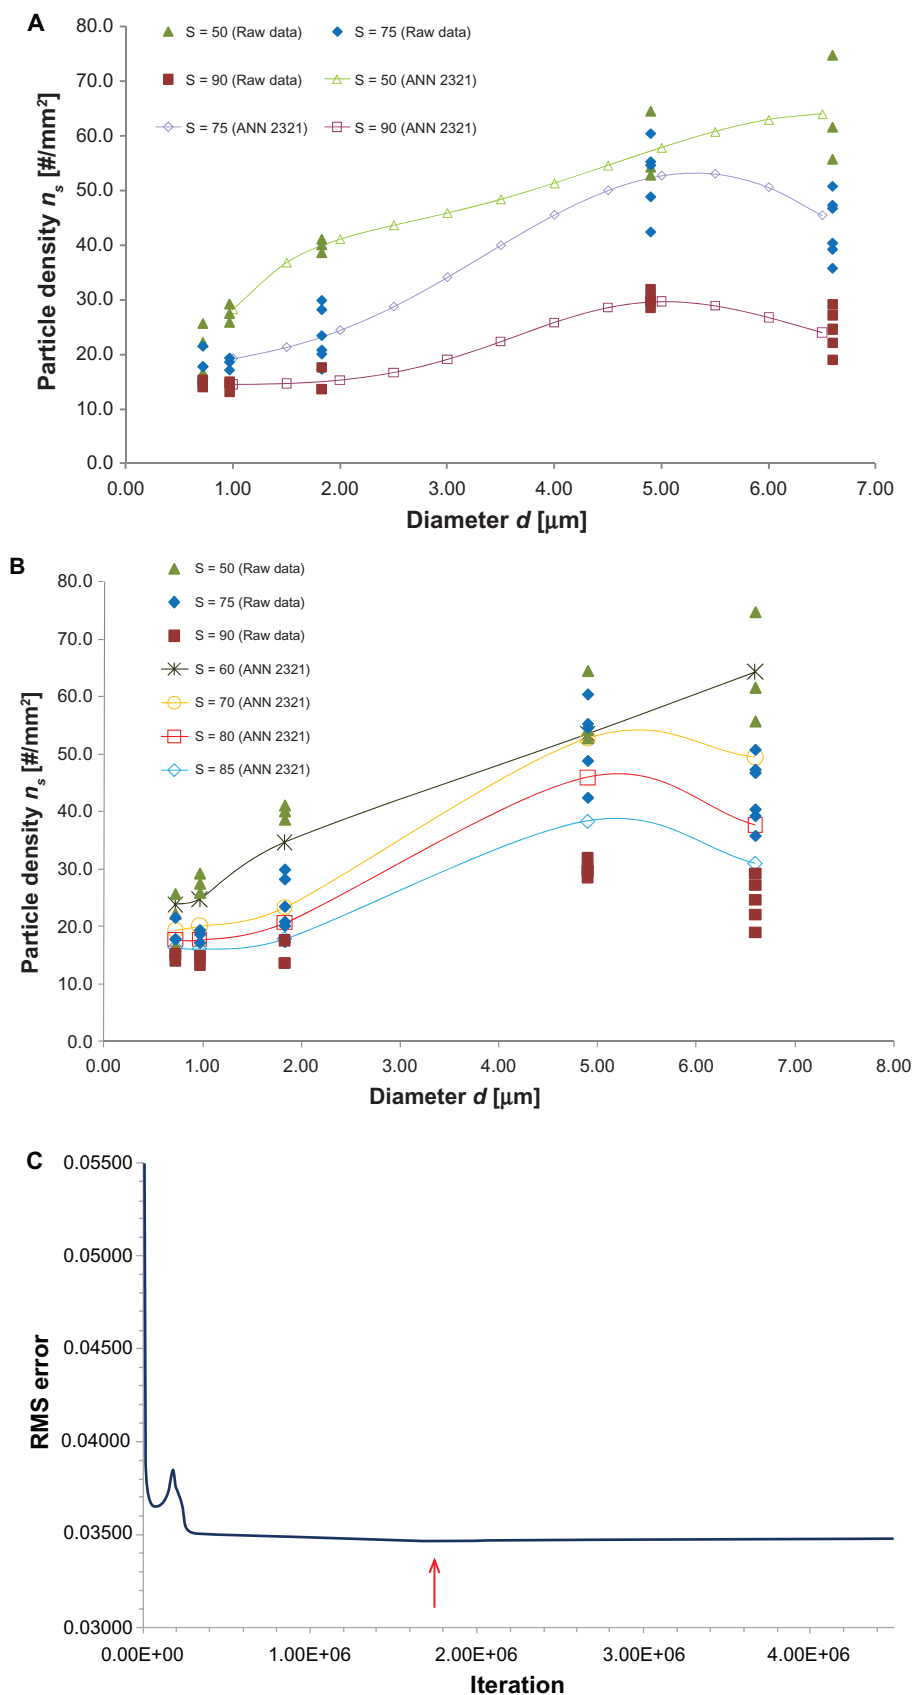 A
S = 50 (Raw data)
S = 75 (Raw data)
S = 90 (Raw data)
S = 50 (ANN 2321)
S = 75 (ANN 2321)
S = 90 (ANN 2321)
Particle density nₛ [#/mm²]
80.0
70.0
60.0
50.0
40.0
30.0
20.0
10.0
0.0
0.00 1.00 2.00 3.00 4.00 5.00 6.00 7.00
Diameter d [μm]
B
S = 50 (Raw data)
S = 75 (Raw data)
S = 90 (Raw data)
S = 60 (ANN 2321)
S = 70 (ANN 2321)
S = 80 (ANN 2321)
S = 85 (ANN 2321)
Particle density nₛ [#/mm²]
80.0
70.0
60.0
50.0
40.0
30.0
20.0
10.0
0.0
0.00 1.00 2.00 3.00 4.00 5.00 6.00 7.00 8.00
Diameter d [μm]
C
RMS error
0.05500
0.05000
0.04500
0.04000
0.03500
0.03000
0.00E+00 1.00E+06 2.00E+06 3.00E+06 4.00E+06
Iteration